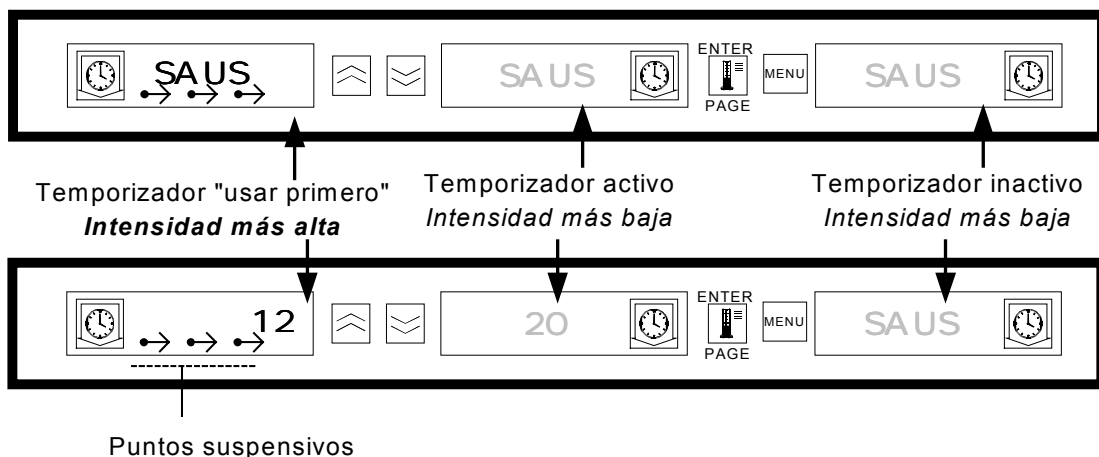 SAUS
SAUS
ENTER
PAGE
MENU
SAUS
Temporizador "usar primero"
Intensidad más alta
Temporizador activo
Intensidad más baja
Temporizador inactivo
Intensidad más baja
12
20
ENTER
PAGE
MENU
SAUS
Puntos suspensivos